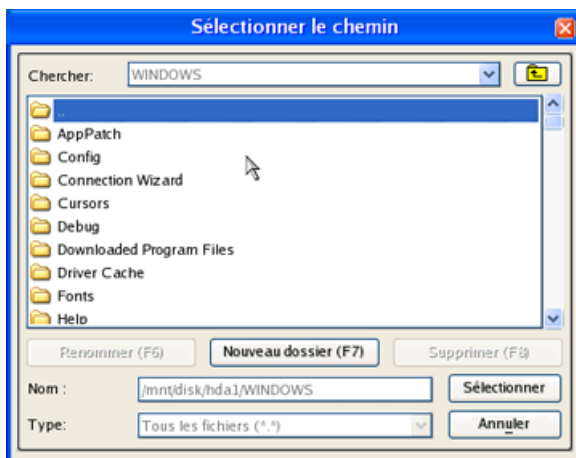 Sélectionner le chemin
Chercher: WINDOWS
..
AppPatch
Config
Connection Wizard
Cursors
Debug
Downloaded Program Files
Driver Cache
Fonts
Help
Renommer (F6) Nouveau dossier (F7) Supprimer (F8)
Nom : /mnt/disk/hda1/WINDOWS Sélectionner
Type: Tous les fichiers (*.*) Annuler